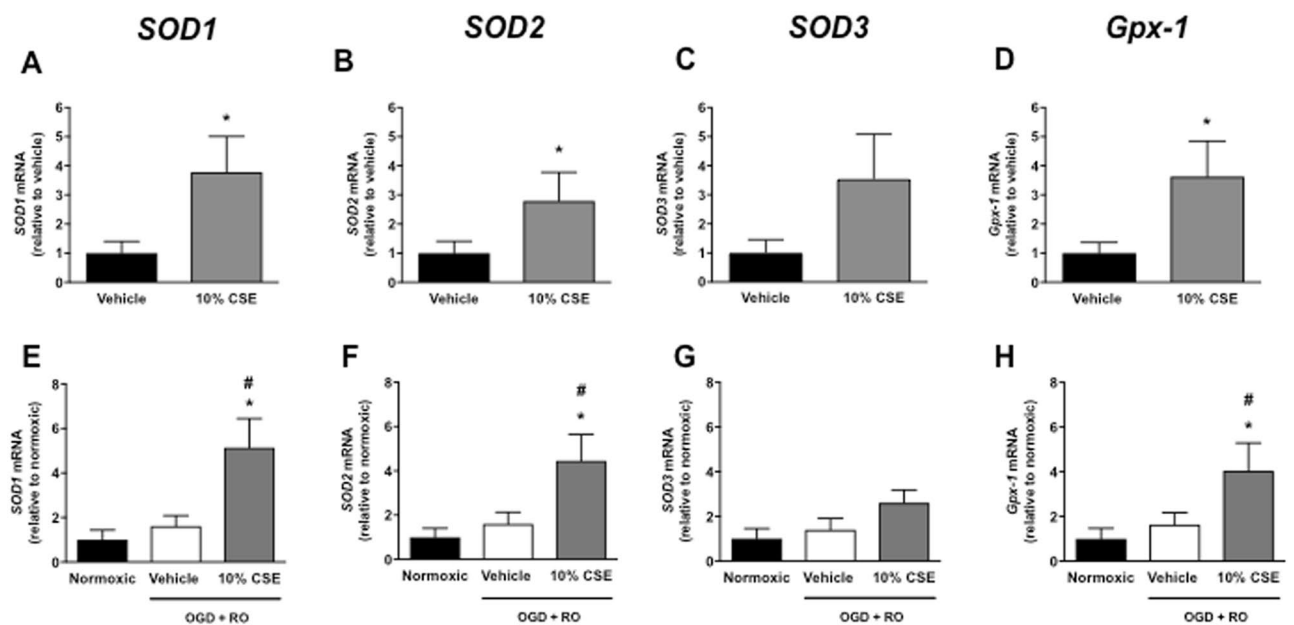 SOD1 SOD2 SOD3 Gpx-1
A B C D
SOD1 mRNA
(relative to vehicle)
6
5
4
3
2
1
0
*
Vehicle 10% CSE
SOD2 mRNA
(relative to vehicle)
6
5
4
3
2
1
0
*
Vehicle 10% CSE
SOD3 mRNA
(relative to vehicle)
6
5
4
3
2
1
0
Vehicle 10% CSE
Gpx-1 mRNA
(relative to vehicle)
6
5
4
3
2
1
0
*
Vehicle 10% CSE
E F G H
SOD1 mRNA
(relative to normoxic)
8
6
4
2
0
#
*
Normoxic Vehicle 10% CSE
OGD + RO
SOD2 mRNA
(relative to normoxic)
8
6
4
2
0
#
*
Normoxic Vehicle 10% CSE
OGD + RO
SOD3 mRNA
(relative to normoxic)
8
6
4
2
0
Normoxic Vehicle 10% CSE
OGD + RO
Gpx-1 mRNA
(relative to normoxic)
8
6
4
2
0
#
*
Normoxic Vehicle 10% CSE
OGD + RO